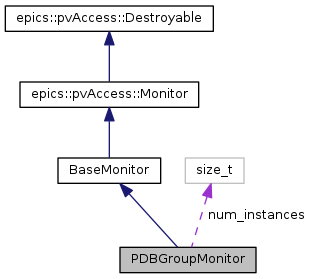 epics::pvAccess::Destroyable
epics::pvAccess::Monitor
BaseMonitor
size_t
num_instances
PDBGroupMonitor